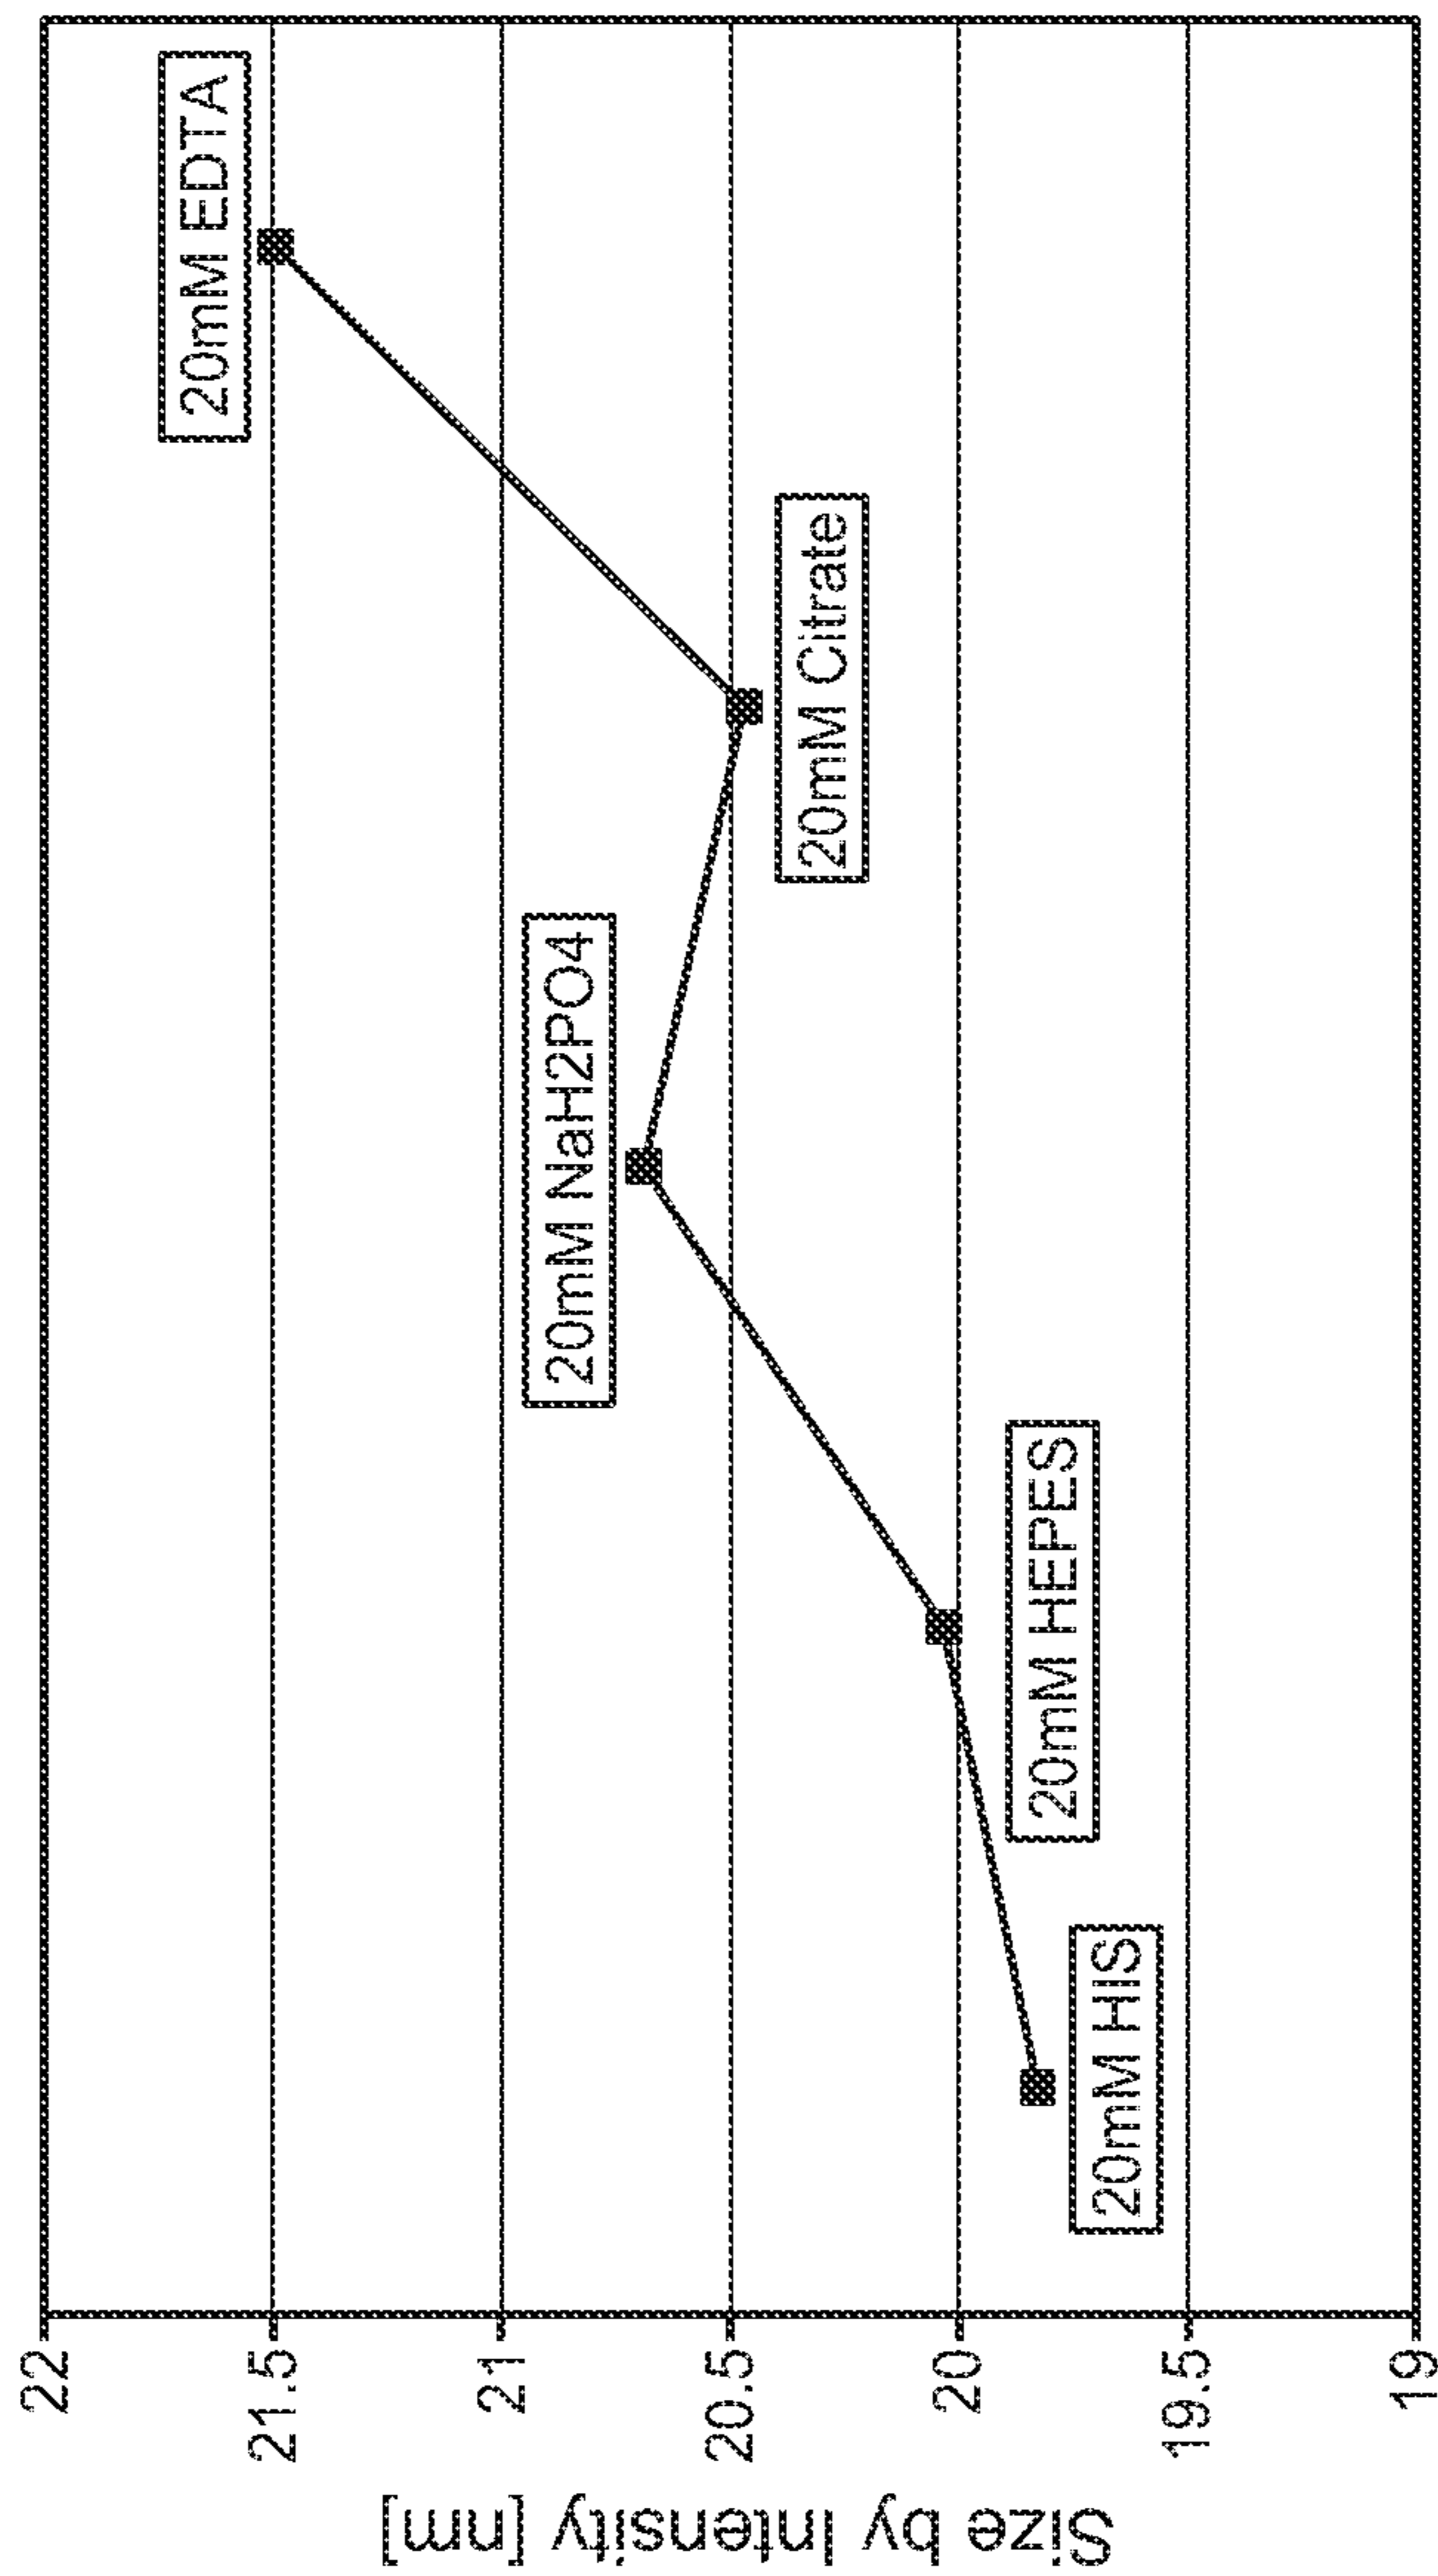 Size by Intensity [nm]
22
21.5
21
20.5
20
19.5
19
20mM HIS
20mM HEPES
20mM NaH2PO4
20mM Citrate
20mM EDTA